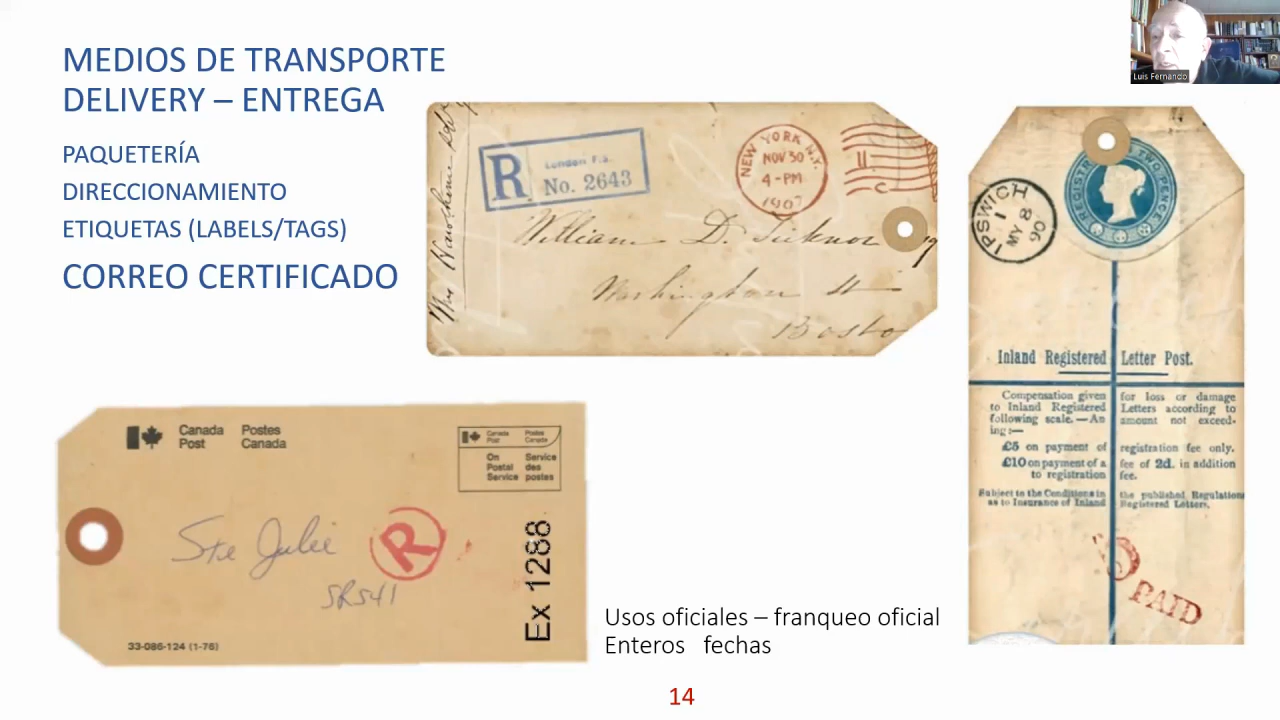 MEDIOS DE TRANSPORTE
DELIVERY – ENTREGA
PAQUETERÍA
DIRECCIONAMIENTO
ETIQUETAS (LABELS/TAGS)
CORREO CERTIFICADO
Luis Fernando
R
London F.S.
No. 2643
NEW YORK N.Y.
NOV 30
4-PM
1907
William D. Ticknor
Washington St
Bosto
REGISTR
TWO PENCE
IPSWICH
1
MY 8
90
Inland Registered Letter Post.
Compensation given for loss or damage
to Inland Registered Letters according to
following scale.—An amount not exceed-
ing:—
£5 on payment of registration fee only.
£10 on payment of a fee of 2d. in addition
to registration fee.
Subject to the Conditions in the published Regulations
as to Insurance of Inland Registered Letters.
PAID
Canada Postes
Post Canada
Canada Postes
Post Canada
On Service
Postal des
Service postes
Ste Julie
R
SRS41
Ex 1288
33-086-124 (1-76)
Usos oficiales – franqueo oficial
Enteros fechas
14